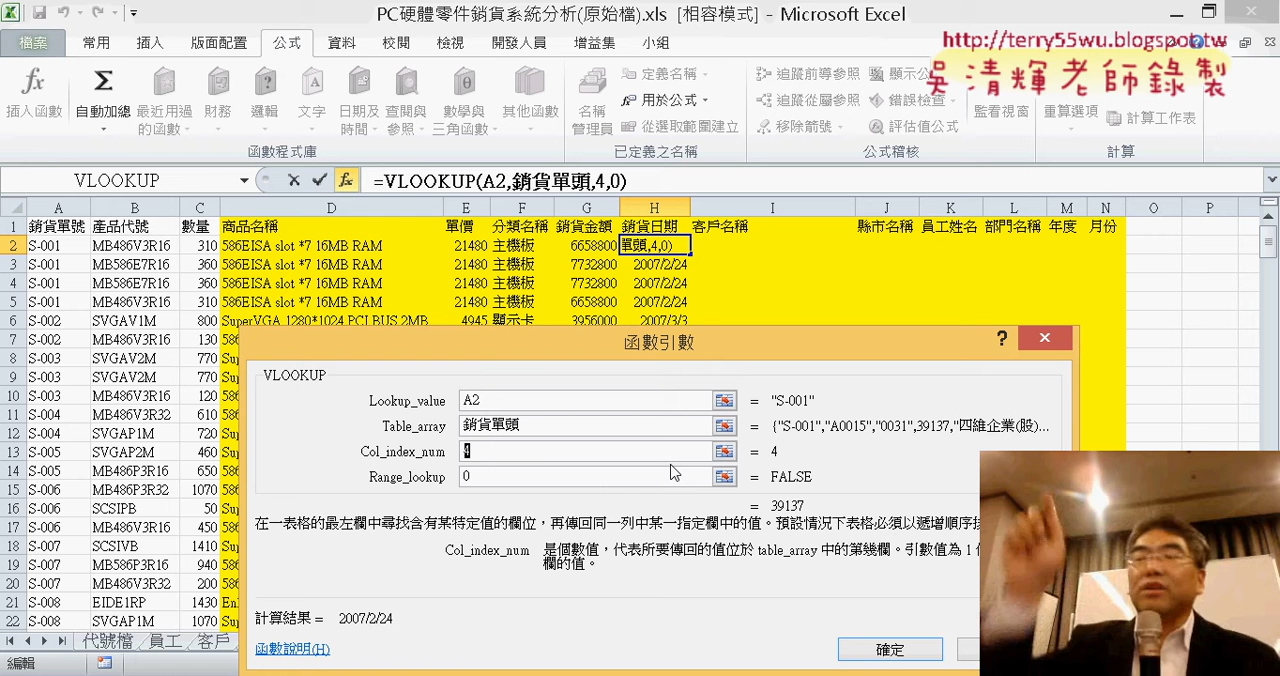 PC硬體零件銷貨系統分析(原始檔).xls [相容模式] - Microsoft Excel
檔案 常用 插入 版面配置 公式 資料 校閱 檢視 開發人員 增益集 小組
http://terry55wu.blogspot.tw
吳清輝老師錄製
插入函數 自動加總 最近用過的函數 財務 邏輯 文字 日期及時間 查閱與參照 數學與三角函數 其他函數
函數程式庫
名稱管理員 定義名稱 用於公式 從選取範圍建立
已定義之名稱
追蹤前導參照 追蹤從屬參照 移除箭號 顯示公 錯誤檢查 評估值公式 監看視窗
公式稽核
重算選項 計算工作表
計算
VLOOKUP =VLOOKUP(A2,銷貨單頭,4,0)
A B C D E F G H I J K L M N O P
1 銷貨單號 產品代號 數量 商品名稱 單價 分類名稱 銷貨金額 銷貨日期 客戶名稱 縣市名稱 員工姓名 部門名稱 年度 月份
2 S-001 MB486V3R16 310 586EISA slot *7 16MB RAM 21480 主機板 6658800 單頭,4,0)
3 S-001 MB586E7R16 360 586EISA slot *7 16MB RAM 21480 主機板 7732800 2007/2/24
4 S-001 MB586E7R16 360 586EISA slot *7 16MB RAM 21480 主機板 7732800 2007/2/24
5 S-001 MB486V3R16 310 586EISA slot *7 16MB RAM 21480 主機板 6658800 2007/2/24
6 S-002 SVGAV1M 800 SuperVGA 1280*1024 PCI BUS 2MB 4945 顯示卡 3956000 2007/3/3
7 S-002 MB486V3R16 130 58
8 S-003 SVGAV2M 770 Su
9 S-003 SVGAV2M 770 Su
10 S-003 MB486V3R16 120 58
11 S-004 MB486V3R32 610 58
12 S-004 SVGAP1M 720 Su
13 S-005 SVGAP2M 460 Su
14 S-005 MB486P3R16 650 58
15 S-006 MB486P3R32 1070 58
16 S-006 SCSIPB 50 Su
17 S-006 MB486V3R16 450 58
18 S-007 SCSIVB 1410 Su
19 S-007 MB586P3R16 940 58
20 S-007 MB486V3R32 200 58
21 S-008 EIDE1RP 1430 En
22 S-008 SVGAP1M 1070 Su
函數引數
VLOOKUP
Lookup_value A2 = "S-001"
Table_array 銷貨單頭 = {"S-001","A0015","0031",39137,"四維企業(股)...
Col_index_num 4 = 4
Range_lookup 0 = FALSE
= 39137
在一表格的最左欄中尋找含有某特定值的欄位，再傳回同一列中某一指定欄中的值。預設情況下表格必須以遞增順序
Col_index_num 是個數值，代表所要傳回的值位於 table_array 中的第幾欄。引數值為 1
欄的值。
計算結果 = 2007/2/24
函數說明(H) 確定
代號檔 員工 客戶
編輯